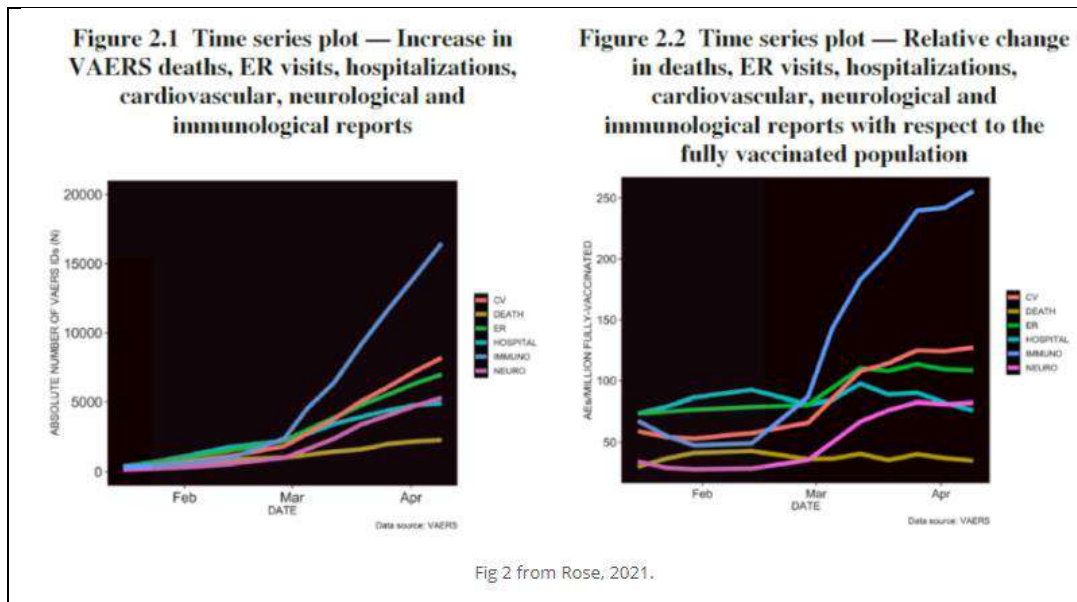 Figure 2.1 Time series plot — Increase in
VAERS deaths, ER visits, hospitalizations,
cardiovascular, neurological and
immunological reports
ABSOLUTE NUMBER OF VAERS IDs (N)
20000
15000
10000
5000
0
Feb
Mar
Apr
DATE
CV
DEATH
ER
HOSPITAL
IMMUNO
NEURO
Data source: VAERS
Figure 2.2 Time series plot — Relative change
in deaths, ER visits, hospitalizations,
cardiovascular, neurological and
immunological reports with respect to the
fully vaccinated population
AEs/MILLION FULLY-VACCINATED
250
200
150
100
50
Feb
Mar
Apr
DATE
CV
DEATH
ER
HOSPITAL
IMMUNO
NEURO
Data source: VAERS
Fig 2 from Rose, 2021.